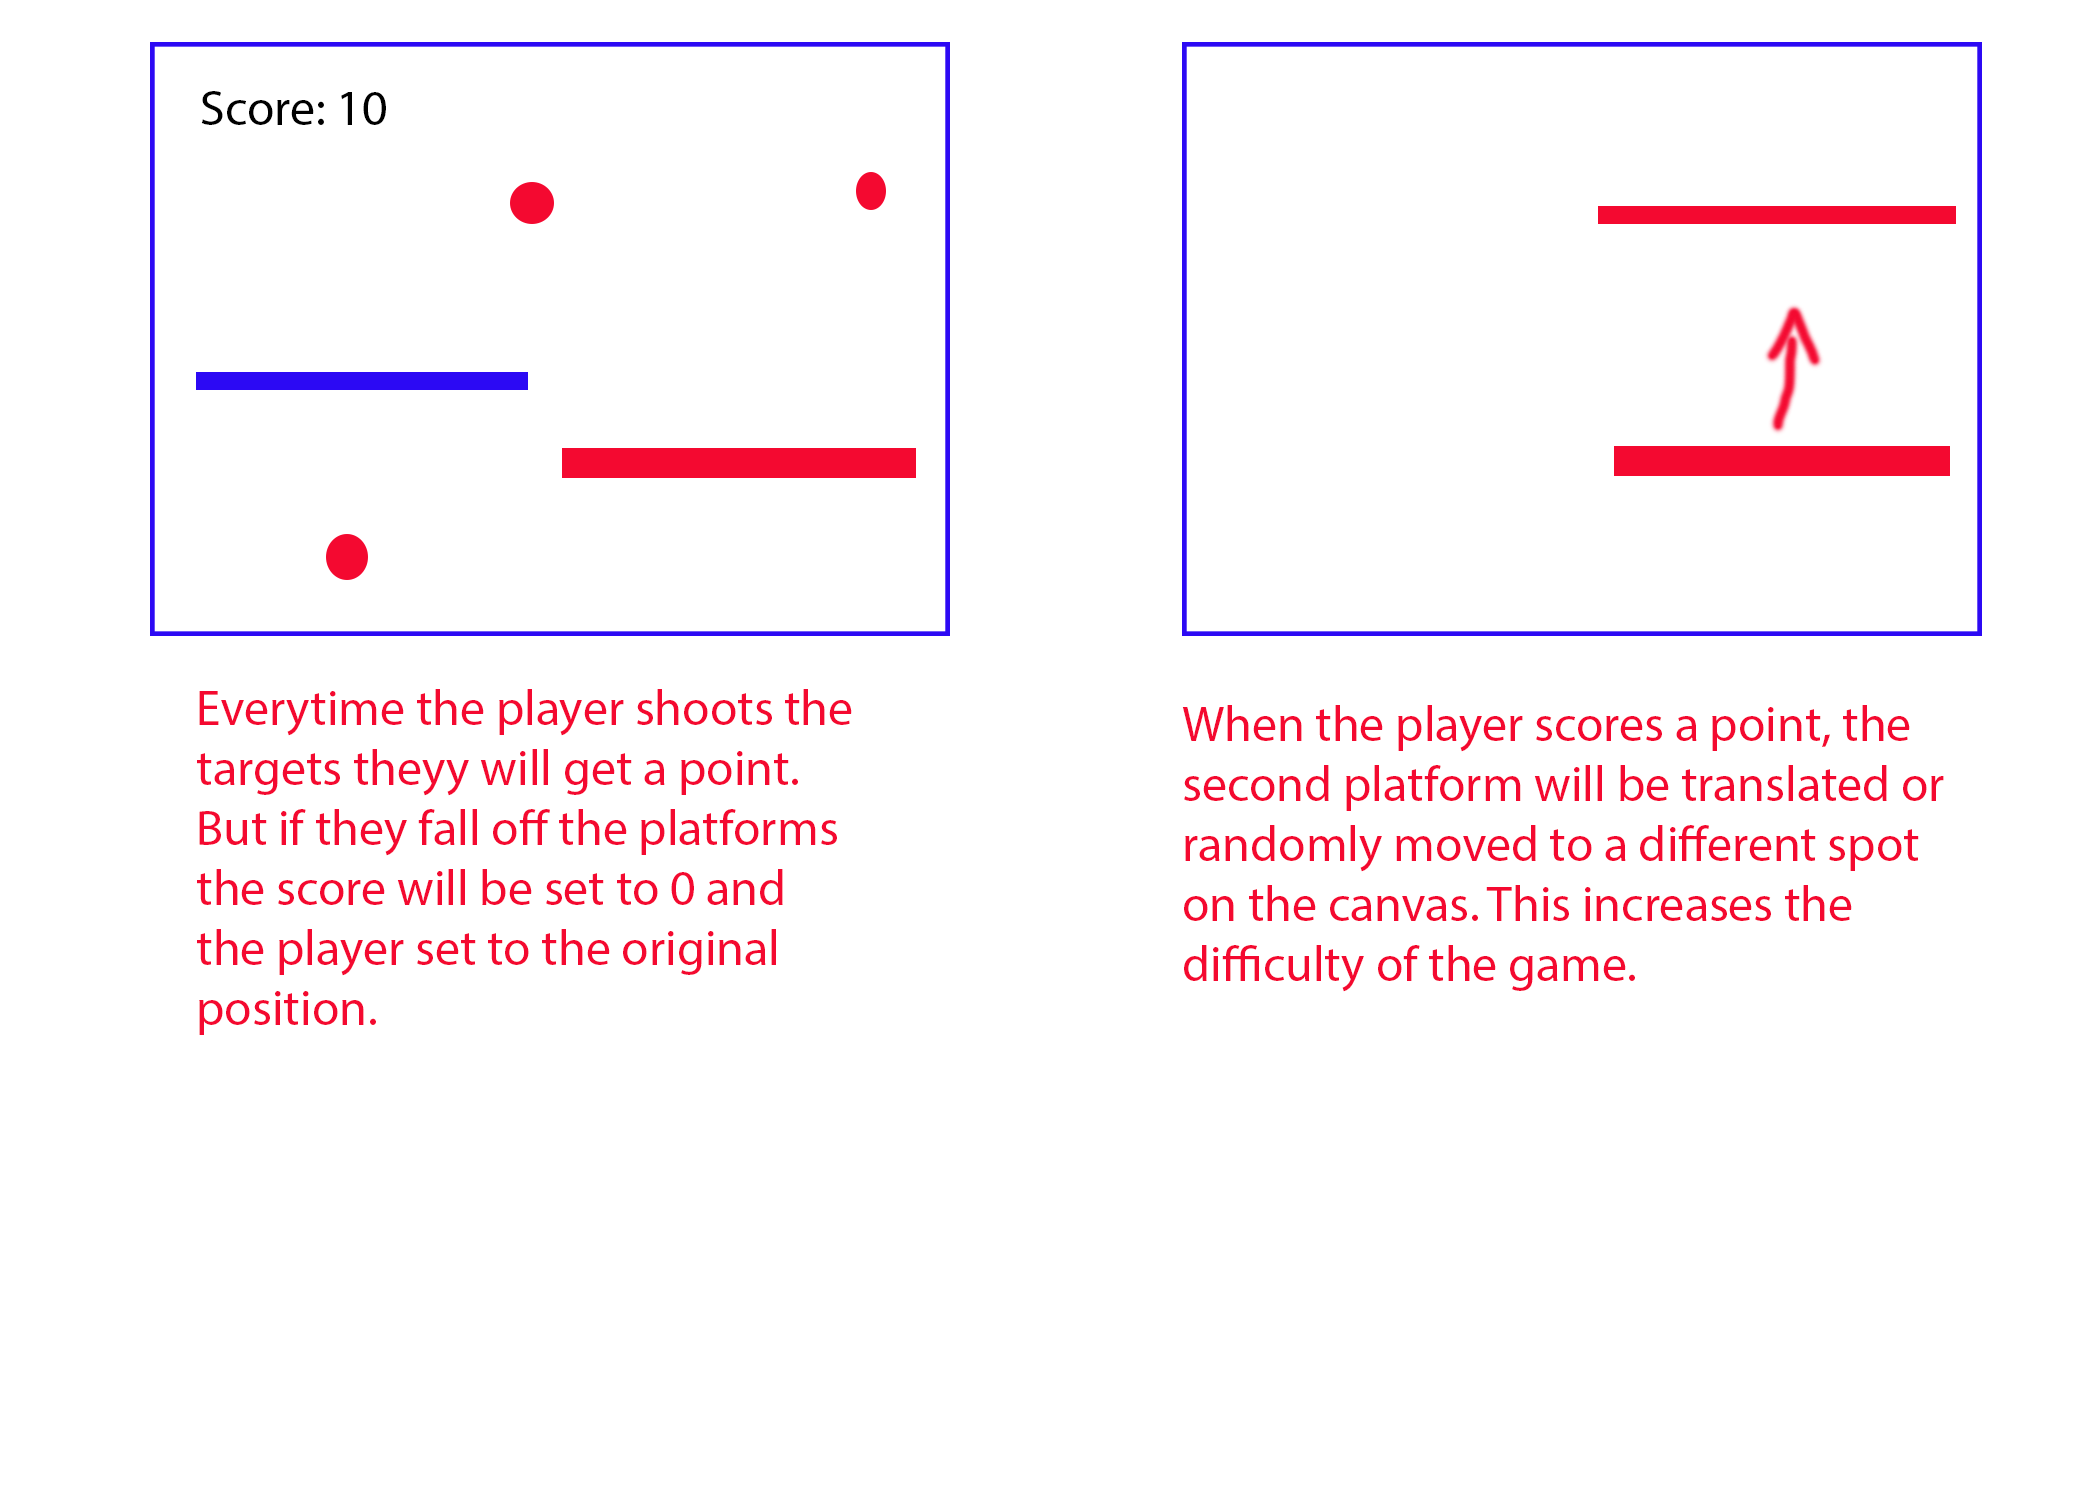 Score: 10
Everytime the player shoots the
targets theyy will get a point.
But if they fall off the platforms
the score will be set to 0 and
the player set to the original
position.
When the player scores a point, the
second platform will be translated or
randomly moved to a different spot
on the canvas. This increases the
difficulty of the game.